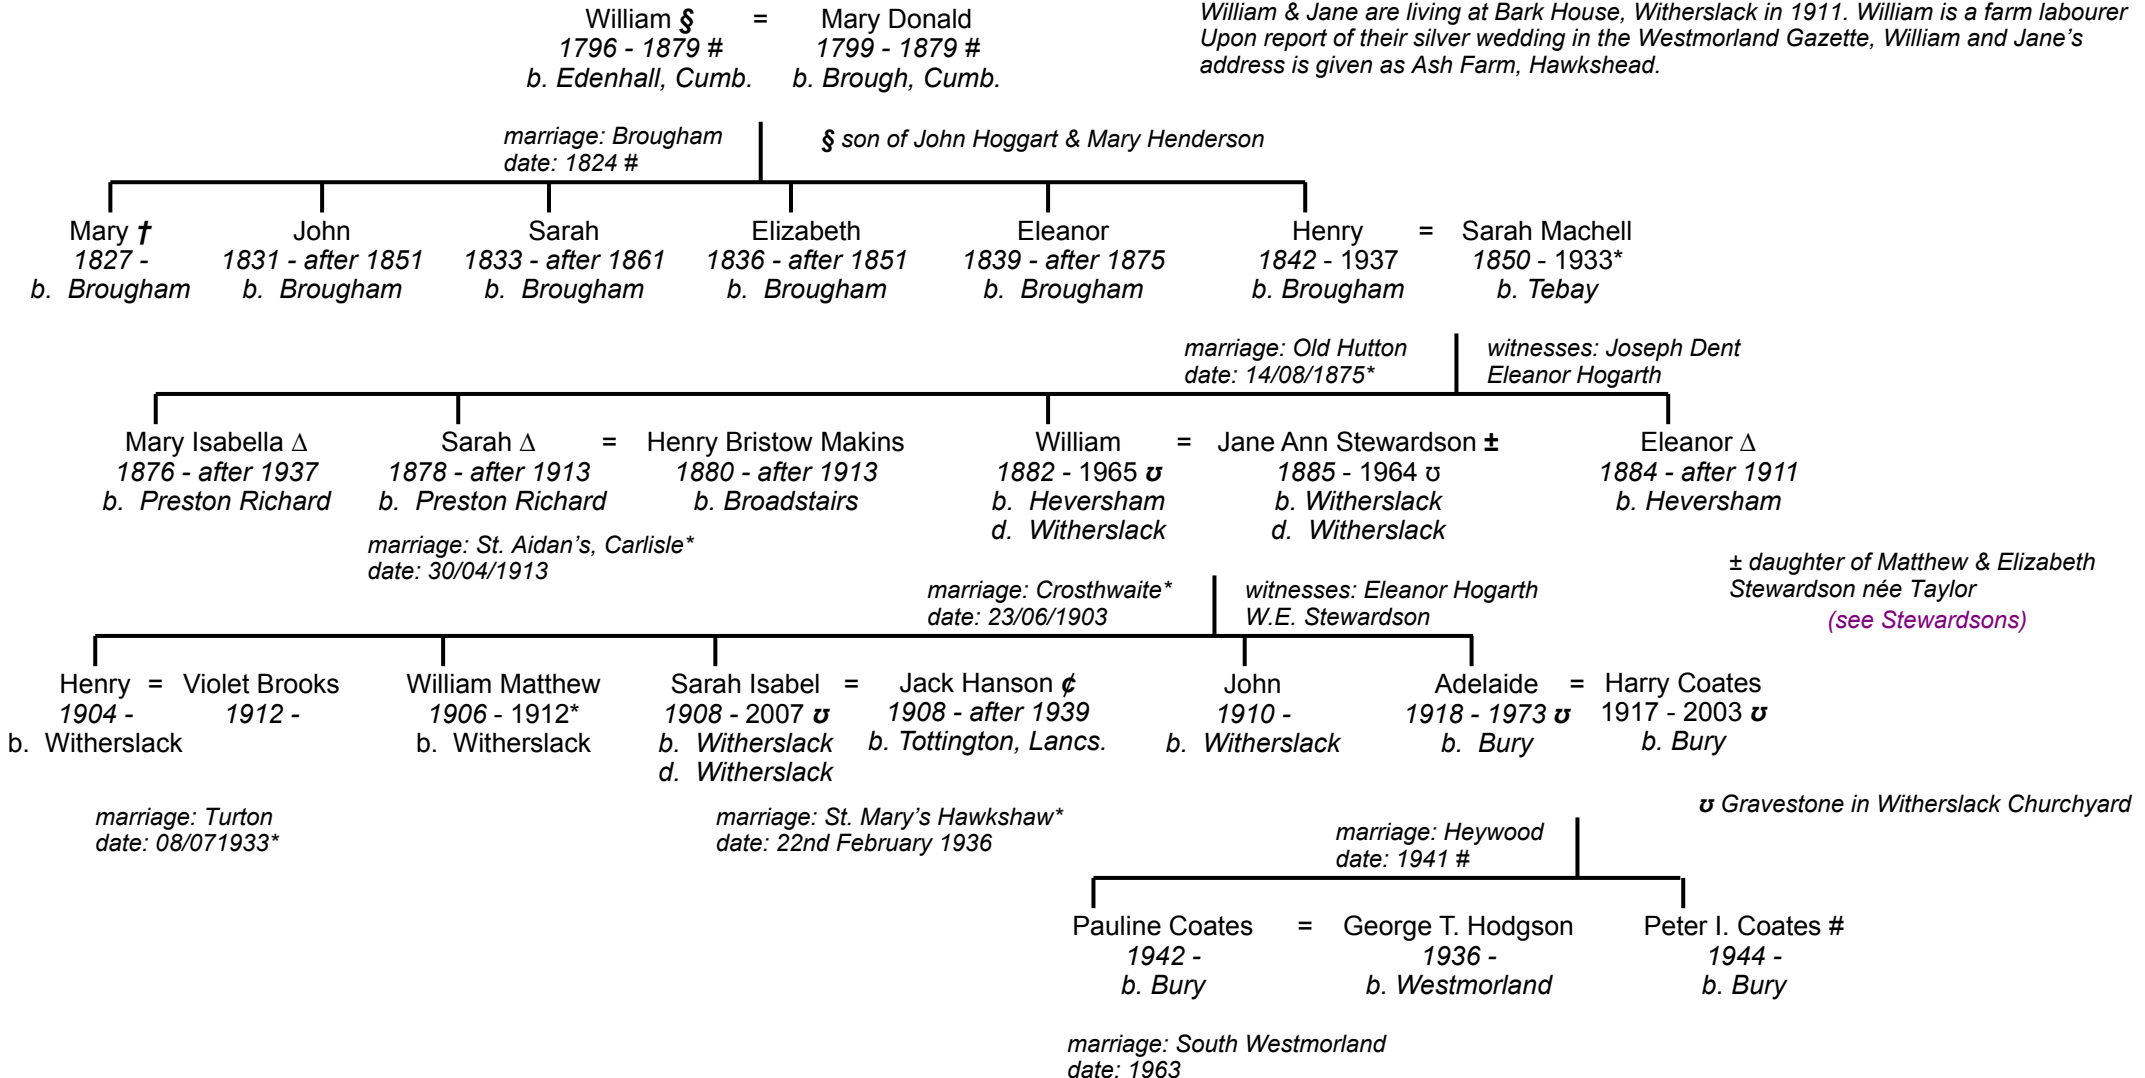 William § = Mary Donald
1796 - 1879 # 1799 - 1879 #
b. Edenhall, Cumb. b. Brough, Cumb.
William & Jane are living at Bark House, Witherslack in 1911. William is a farm labourer
Upon report of their silver wedding in the Westmorland Gazette, William and Jane's
address is given as Ash Farm, Hawkshead.
marriage: Brougham
date: 1824 #
§ son of John Hoggart & Mary Henderson
Mary † John Sarah Elizabeth Eleanor Henry = Sarah Machell
1827 - 1831 - after 1851 1833 - after 1861 1836 - after 1851 1839 - after 1875 1842 - 1937 1850 - 1933*
b. Brougham b. Brougham b. Brougham b. Brougham b. Brougham b. Brougham b. Tebay
marriage: Old Hutton witnesses: Joseph Dent
date: 14/08/1875* Eleanor Hogarth
Mary Isabella Δ Sarah Δ = Henry Bristow Makins William = Jane Ann Stewardson ± Eleanor Δ
1876 - after 1937 1878 - after 1913 1880 - after 1913 1882 - 1965 ʊ 1885 - 1964 ʊ 1884 - after 1911
b. Preston Richard b. Preston Richard b. Broadstairs b. Heversham b. Witherslack b. Heversham
d. Witherslack d. Witherslack
marriage: St. Aidan's, Carlisle*
date: 30/04/1913
± daughter of Matthew & Elizabeth
Stewardson née Taylor
(see Stewardsons)
marriage: Crosthwaite* witnesses: Eleanor Hogarth
date: 23/06/1903 W.E. Stewardson
Henry = Violet Brooks William Matthew Sarah Isabel = Jack Hanson ¢ John Adelaide = Harry Coates
1904 - 1912 - 1906 - 1912* 1908 - 2007 ʊ 1908 - after 1939 1910 - 1918 - 1973 ʊ 1917 - 2003 ʊ
b. Witherslack b. Witherslack b. Witherslack b. Tottington, Lancs. b. Witherslack b. Bury b. Bury
d. Witherslack
marriage: Turton
date: 08/071933*
marriage: St. Mary's Hawkshaw*
date: 22nd February 1936
ʊ Gravestone in Witherslack Churchyard
marriage: Heywood
date: 1941 #
Pauline Coates = George T. Hodgson Peter I. Coates #
1942 - 1936 - 1944 -
b. Bury b. Westmorland b. Bury
marriage: South Westmorland
date: 1963